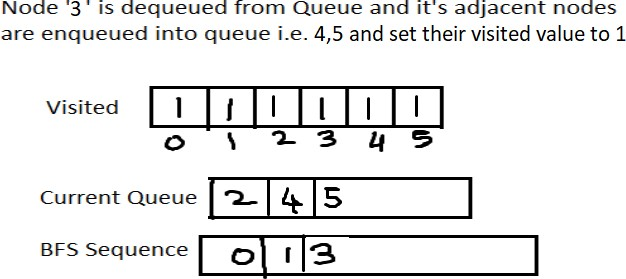 Node '3' is dequeued from Queue and it's adjacent nodes
are enqueued into queue i.e. 4,5 and set their visited value to 1
Visited 1 1 1 1 1 1
0 1 2 3 4 5
Current Queue 2 4 5
BFS Sequence 0 1 3